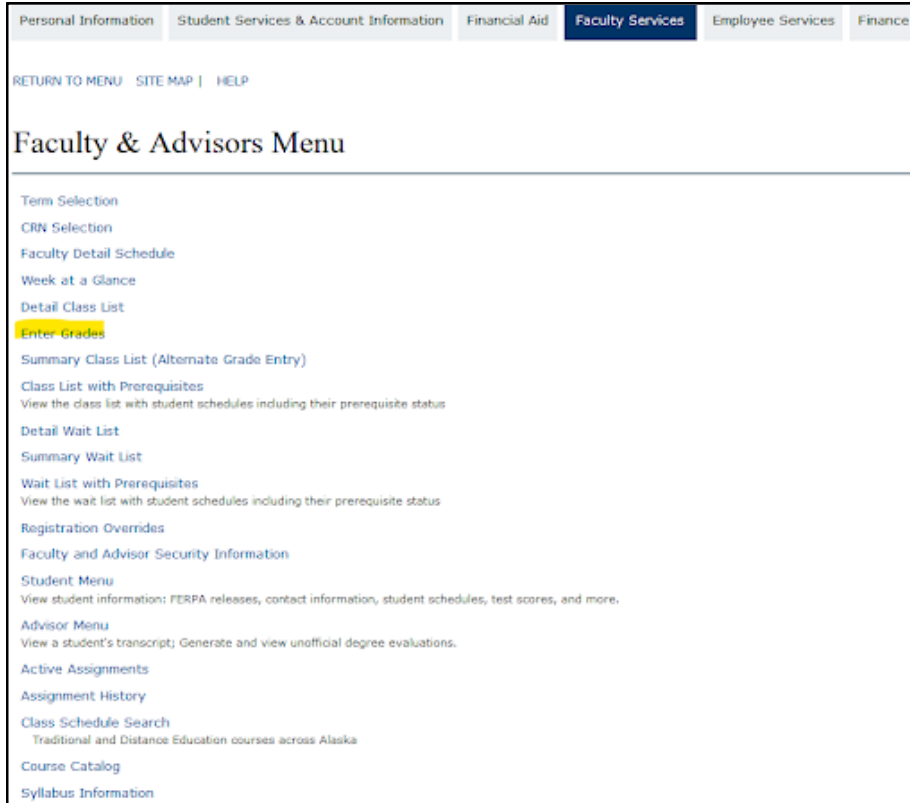 Personal Information Student Services & Account Information Financial Aid Faculty Services Employee Services Finance
RETURN TO MENU SITE MAP | HELP
Faculty & Advisors Menu
Term Selection
CRN Selection
Faculty Detail Schedule
Week at a Glance
Detail Class List
Enter Grades
Summary Class List (Alternate Grade Entry)
Class List with Prerequisites
View the class list with student schedules including their prerequisite status
Detail Wait List
Summary Wait List
Wait List with Prerequisites
View the wait list with student schedules including their prerequisite status
Registration Overrides
Faculty and Advisor Security Information
Student Menu
View student information: FERPA releases, contact information, student schedules, test scores, and more.
Advisor Menu
View a student's transcript; Generate and view unofficial degree evaluations.
Active Assignments
Assignment History
Class Schedule Search
Traditional and Distance Education courses across Alaska
Course Catalog
Syllabus Information